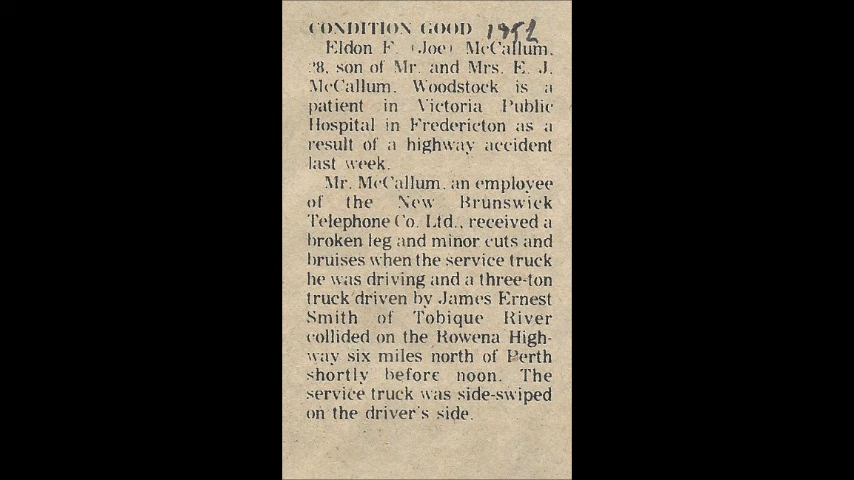 CONDITION GOOD 1952
Eldon F. (Joe) McCallum,
28, son of Mr. and Mrs. E. J.
McCallum, Woodstock is a
patient in Victoria Public
Hospital in Fredericton as a
result of a highway accident
last week.
Mr. McCallum, an employee
of the New Brunswick
Telephone Co. Ltd., received a
broken leg and minor cuts and
bruises when the service truck
he was driving and a three-ton
truck driven by James Ernest
Smith of Tobique River
collided on the Rowena High-
way six miles north of Perth
shortly before noon. The
service truck was side-swiped
on the driver's side.